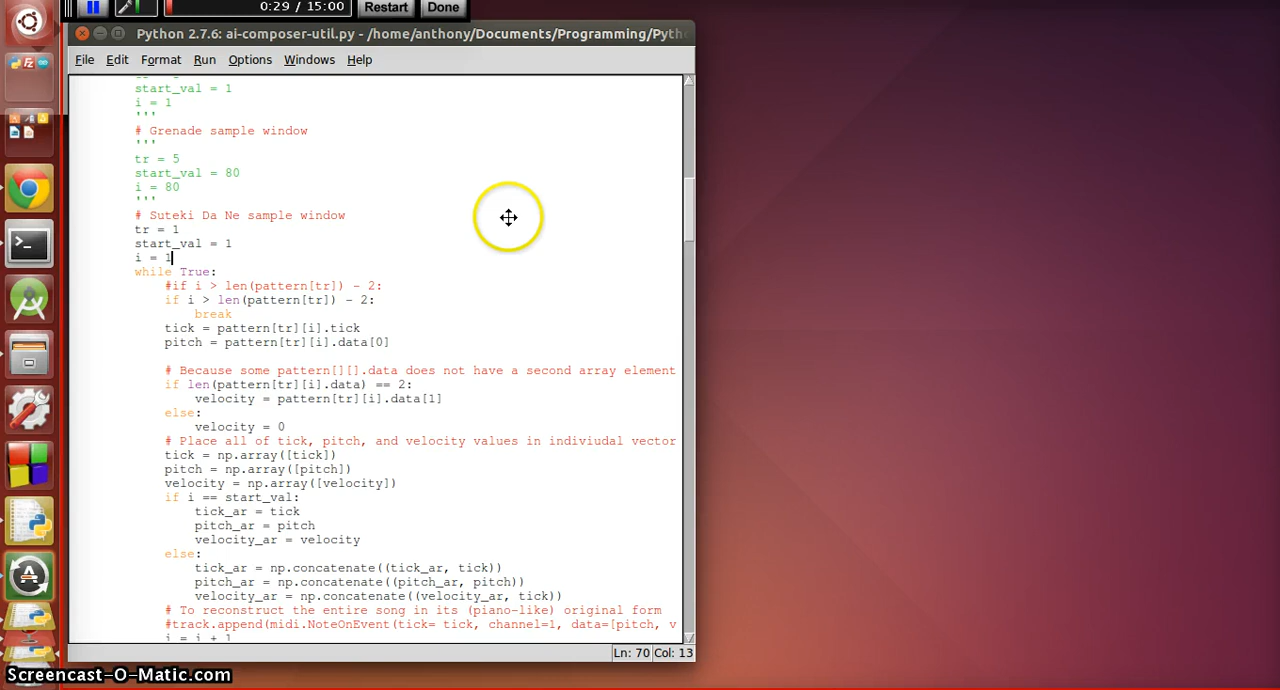 0:29 / 15:00 Restart Done
Python 2.7.6: ai-composer-util.py - /home/anthony/Documents/Programming/Pyth
File Edit Format Run Options Windows Help
start_val = 1
i = 1
'''
# Grenade sample window
'''
tr = 5
start_val = 80
i = 80
'''
# Suteki Da Ne sample window
tr = 1
start_val = 1
i = 1
while True:
#if i > len(pattern[tr]) - 2:
if i > len(pattern[tr]) - 2:
break
tick = pattern[tr][i].tick
pitch = pattern[tr][i].data[0]
# Because some pattern[][].data does not have a second array element
if len(pattern[tr][i].data) == 2:
velocity = pattern[tr][i].data[1]
else:
velocity = 0
# Place all of tick, pitch, and velocity values in indiviudal vector
tick = np.array([tick])
pitch = np.array([pitch])
velocity = np.array([velocity])
if i == start_val:
tick_ar = tick
pitch_ar = pitch
velocity_ar = velocity
else:
tick_ar = np.concatenate((tick_ar, tick))
pitch_ar = np.concatenate((pitch_ar, pitch))
velocity_ar = np.concatenate((velocity_ar, tick))
# To reconstruct the entire song in its (piano-like) original form
#track.append(midi.NoteOnEvent(tick= tick, channel=1, data=[pitch, v
i = i + 1
Ln: 70 Col: 13
Screencast-O-Matic.com